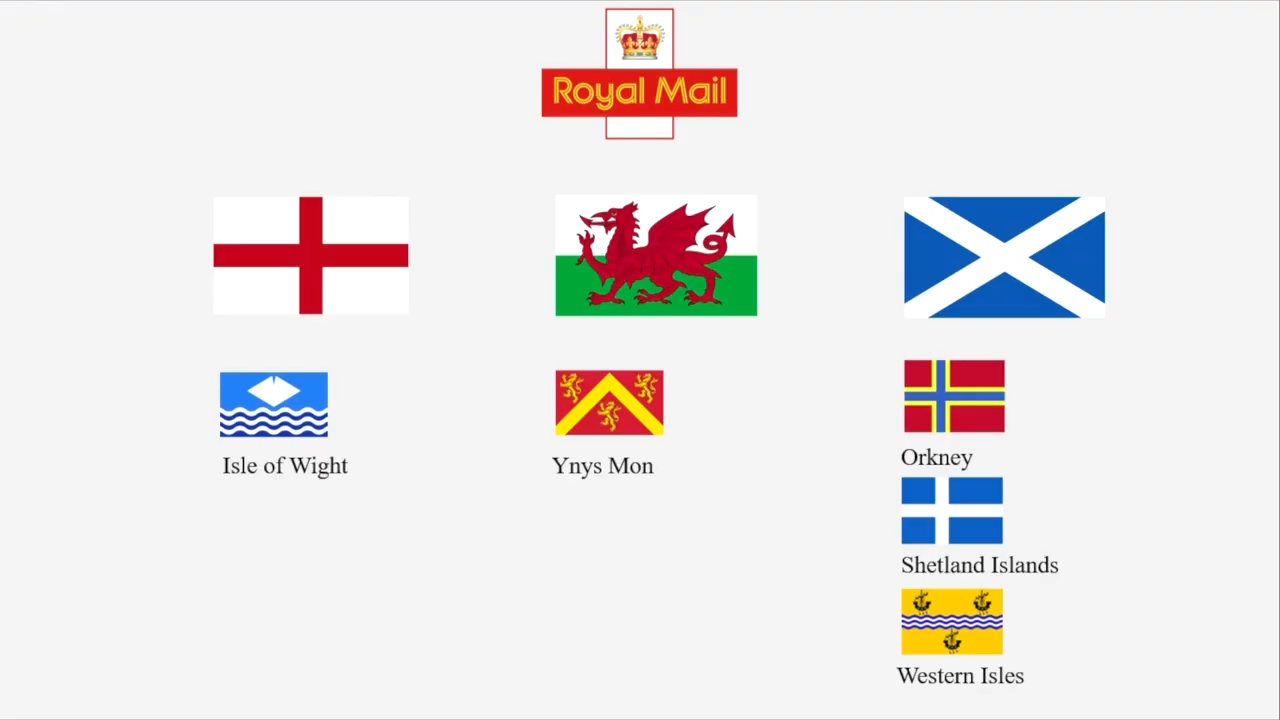 Royal Mail
Isle of Wight
Ynys Mon
Orkney
Shetland Islands
Western Isles